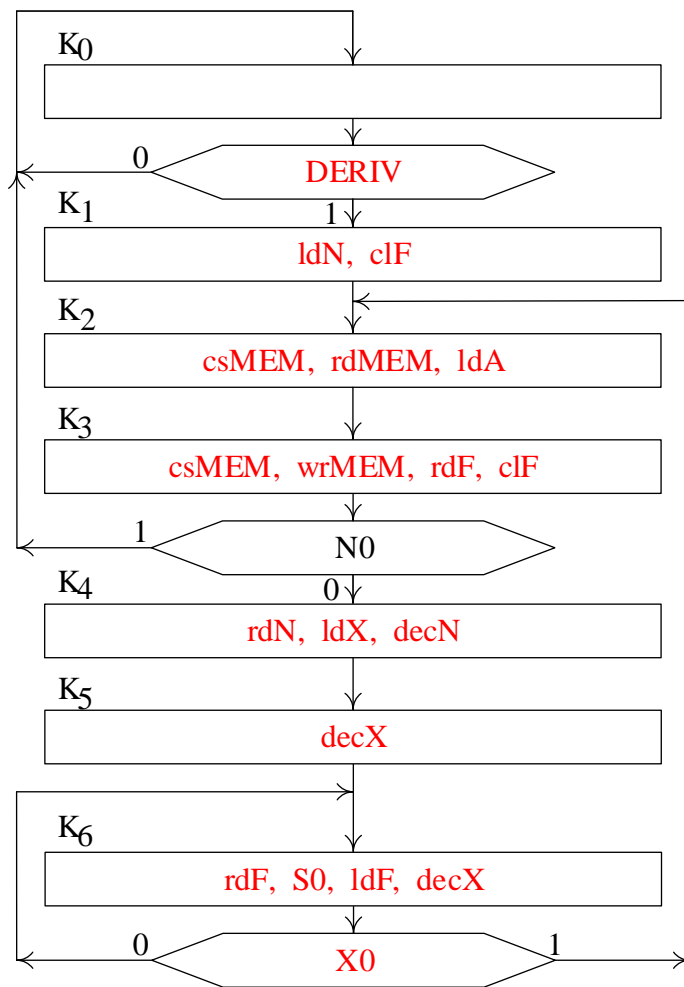 K0
0 DERIV
K1 1
ldN, clF
K2
csMEM, rdMEM, ldA
K3
csMEM, wrMEM, rdF, clF
1 N0
K4 0
rdN, ldX, decN
K5
decX
K6
rdF, S0, ldF, decX
0 X0 1